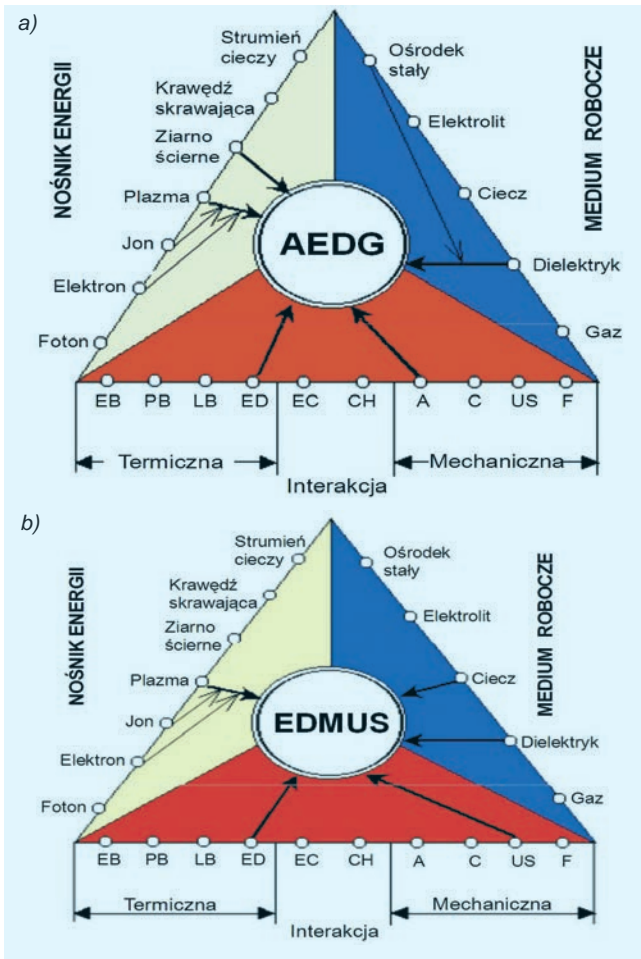 a)
NOŚNIK ENERGII
MEDIUM ROBOCZE
Strumień
cieczy
Krawędź
skrawająca
Ziarno
ścierne
Plazma
Jon
Elektron
Foton
Ośrodek
stały
Elektrolit
Ciecz
Dielektryk
Gaz
AEDG
EB PB LB ED EC CH A C US F
Termiczna
Mechaniczna
Interakcja
b)
NOŚNIK ENERGII
MEDIUM ROBOCZE
Strumień
cieczy
Krawędź
skrawająca
Ziarno
ścierne
Plazma
Jon
Elektron
Foton
Ośrodek
stały
Elektrolit
Ciecz
Dielektryk
Gaz
EDMUS
EB PB LB ED EC CH A C US F
Termiczna
Mechaniczna
Interakcja